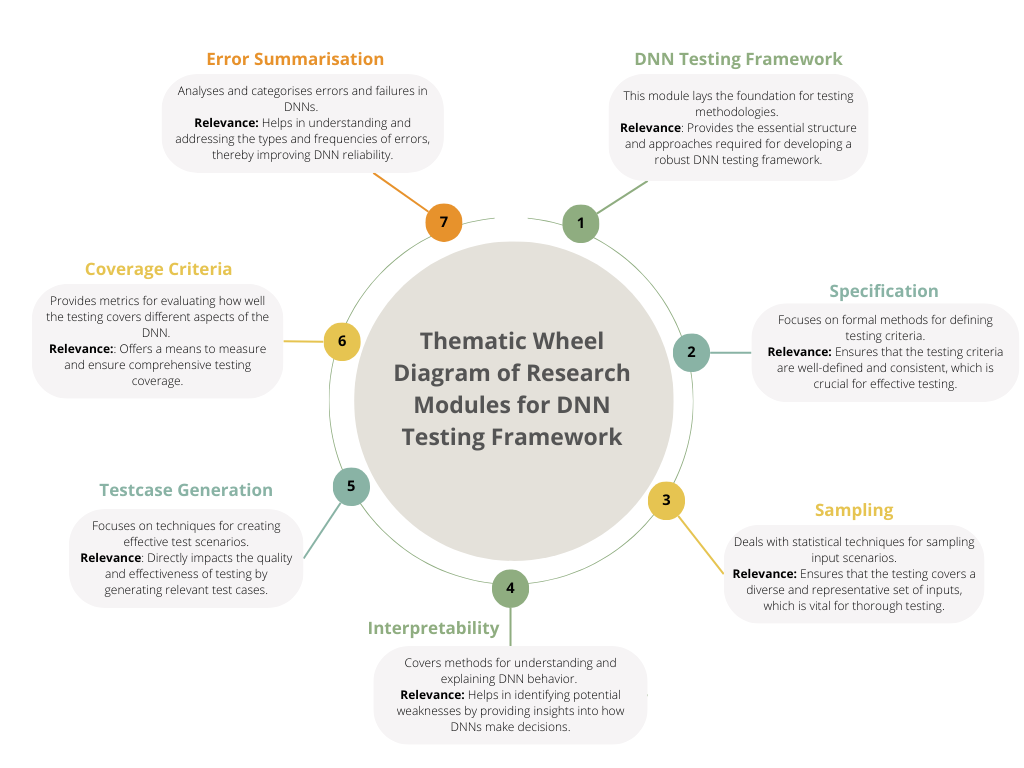 Error Summarisation
Analyses and categorises errors and failures in
DNNs.
Relevance: Helps in understanding and
addressing the types and frequencies of errors,
thereby improving DNN reliability.
7
DNN Testing Framework
This module lays the foundation for testing
methodologies.
Relevance: Provides the essential structure
and approaches required for developing a
robust DNN testing framework.
1
Coverage Criteria
Provides metrics for evaluating how well
the testing covers different aspects of the
DNN.
Relevance:: Offers a means to measure
and ensure comprehensive testing
coverage.
6
Thematic Wheel
Diagram of Research
Modules for DNN
Testing Framework
Specification
Focuses on formal methods for defining
testing criteria.
Relevance: Ensures that the testing criteria
are well-defined and consistent, which is
crucial for effective testing.
2
Testcase Generation
Focuses on techniques for creating
effective test scenarios.
Relevance: Directly impacts the quality
and effectiveness of testing by
generating relevant test cases.
5
Sampling
Deals with statistical techniques for sampling
input scenarios.
Relevance: Ensures that the testing covers a
diverse and representative set of inputs,
which is vital for thorough testing.
3
4
Interpretability
Covers methods for understanding and
explaining DNN behavior.
Relevance: Helps in identifying potential
weaknesses by providing insights into how
DNNs make decisions.